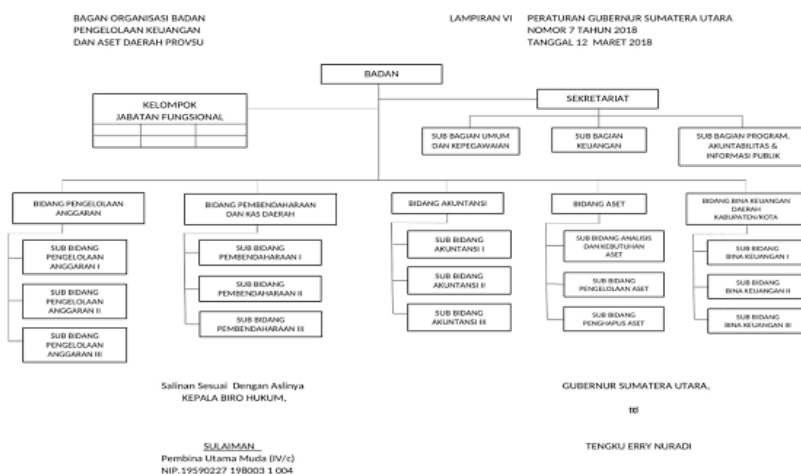 BAGAN ORGANISASI BADAN
PENGELOLAAN KEUANGAN
DAN ASET DAERAH PROVSU
LAMPIRAN VI PERATURAN GUBERNUR SUMATERA UTARA
NOMOR 7 TAHUN 2018
TANGGAL 12 MARET 2018
BADAN
KELOMPOK
JABATAN FUNGSIONAL
SEKRETARIAT
SUB BAGIAN UMUM
DAN KEPEGAWAIAN
SUB BAGIAN
KEUANGAN
SUB BAGIAN PROGRAM,
AKUNTABILITAS &
INFORMASI PUBLIK
BIDANG PENGELOLAAN
ANGGARAN
BIDANG PEMBENDAHARAAN
DAN KAS DAERAH
BIDANG AKUNTANSI
BIDANG ASET
BIDANG BINA KEUANGAN
DAERAH
KABUPATEN/KOTA
SUB BIDANG
PENGELOLAAN
ANGGARAN I
SUB BIDANG
PENGELOLAAN
ANGGARAN II
SUB BIDANG
PENGELOLAAN
ANGGARAN III
SUB BIDANG
PEMBENDAHARAAN I
SUB BIDANG
PEMBENDAHARAAN II
SUB BIDANG
PEMBENDAHARAAN III
SUB BIDANG
AKUNTANSI I
SUB BIDANG
AKUNTANSI II
SUB BIDANG
AKUNTANSI III
SUB BIDANG ANALISIS
DAN KEBUTUHAN
ASET
SUB BIDANG
PENGELOLAAN ASET
SUB BIDANG
PENGHAPUS ASET
SUB BIDANG
BINA KEUANGAN I
SUB BIDANG
BINA KEUANGAN II
SUB BIDANG
BINA KEUANGAN III
Salinan Sesuai Dengan Aslinya
KEPALA BIRO HUKUM,
SULAIMAN
Pembina Utama Muda (IV/c)
NIP.19590227 198003 1 004
GUBERNUR SUMATERA UTARA,
ttd
TENGKU ERRY NURADI